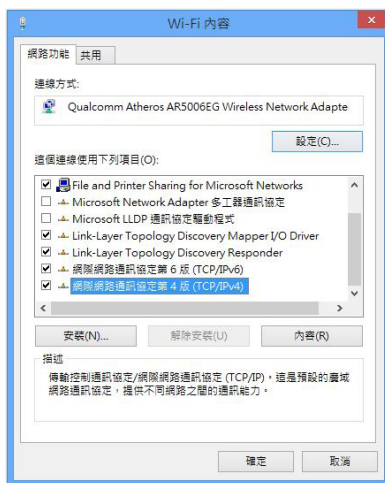 Wi-Fi 內容
網路功能 共用
連線方式:
Qualcomm Atheros AR5006EG Wireless Network Adapte
設定(C)...
這個連線使用下列項目(O):
File and Printer Sharing for Microsoft Networks
Microsoft Network Adapter 多工器通訊協定
Microsoft LLDP 通訊協定驅動程式
Link-Layer Topology Discovery Mapper I/O Driver
Link-Layer Topology Discovery Responder
網際網路通訊協定第 6 版 (TCP/IPv6)
網際網路通訊協定第 4 版 (TCP/IPv4)
安裝(N)... 解除安裝(U) 內容(R)
描述
傳輸控制通訊協定/網際網路通訊協定 (TCP/IP)。這是預設的廣域
網路通訊協定，提供不同網路之間的通訊能力。
確定 取消